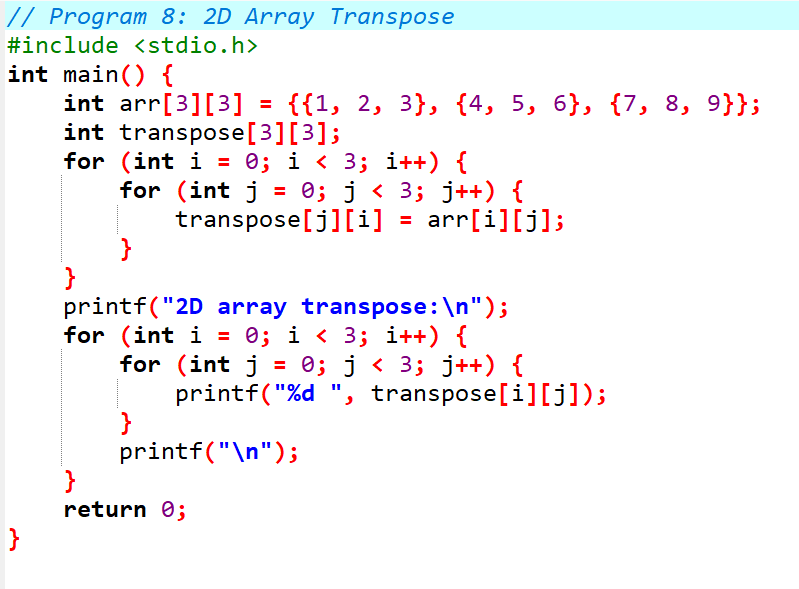 // Program 8: 2D Array Transpose
#include <stdio.h>
int main() {
    int arr[3][3] = {{1, 2, 3}, {4, 5, 6}, {7, 8, 9}};
    int transpose[3][3];
    for (int i = 0; i < 3; i++) {
        for (int j = 0; j < 3; j++) {
            transpose[j][i] = arr[i][j];
        }
    }
    printf("2D array transpose:\n");
    for (int i = 0; i < 3; i++) {
        for (int j = 0; j < 3; j++) {
            printf("%d ", transpose[i][j]);
        }
        printf("\n");
    }
    return 0;
}